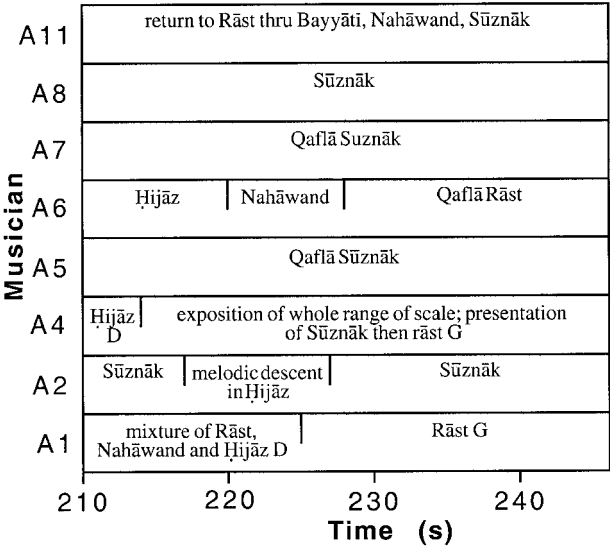 A11
return to Rāst thru Bayyāti, Nahāwand, Sūznāk
A8
Sūznāk
A7
Qaflā Suznāk
A6
Ḥijāz
Nahāwand
Qaflā Rāst
A5
Qaflā Sūznāk
A4
Ḥijāz
D
exposition of whole range of scale; presentation
of Sūznāk then rāst G
A2
Sūznāk
melodic descent
in Ḥijāz
Sūznāk
A1
mixture of Rāst,
Nahāwand and Ḥijāz D
Rāst G
Musician
210
220
230
240
Time (s)